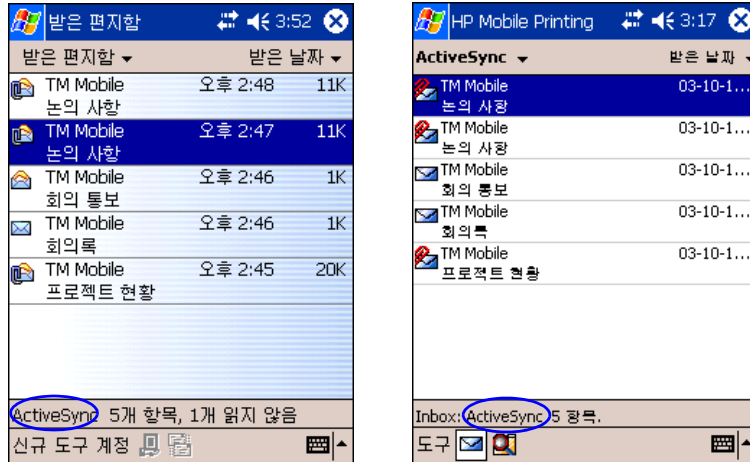 받은 편지함 3:52
받은 편지함 받은 날짜
TM Mobile 오후 2:48 11K
논의 사항
TM Mobile 오후 2:47 11K
논의 사항
TM Mobile 오후 2:46 1K
회의 통보
TM Mobile 오후 2:46 1K
회의록
TM Mobile 오후 2:45 20K
프로젝트 현황
ActiveSync 5개 항목, 1개 읽지 않음
신규 도구 계정
HP Mobile Printing 3:17
ActiveSync 받은 날짜
TM Mobile 03-10-1...
논의 사항
TM Mobile 03-10-1...
논의 사항
TM Mobile 03-10-1...
회의 통보
TM Mobile 03-10-1...
회의록
TM Mobile 03-10-1...
프로젝트 현황
Inbox: ActiveSync 5 항목.
도구